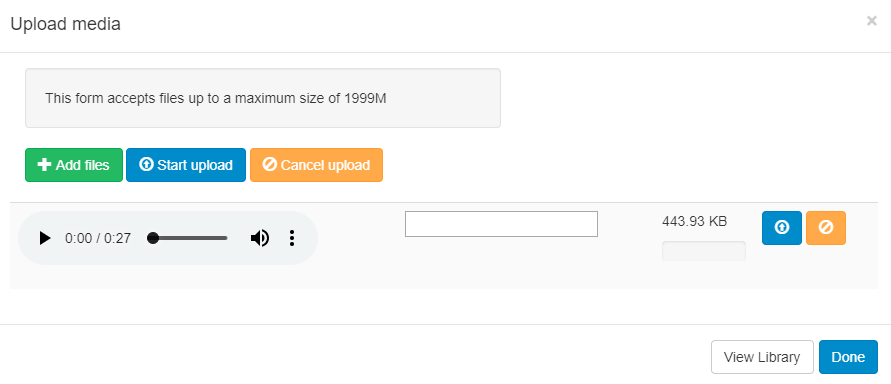 Upload media
×
This form accepts files up to a maximum size of 1999M
Add files Start upload Cancel upload
0:00 / 0:27
443.93 KB
View Library Done